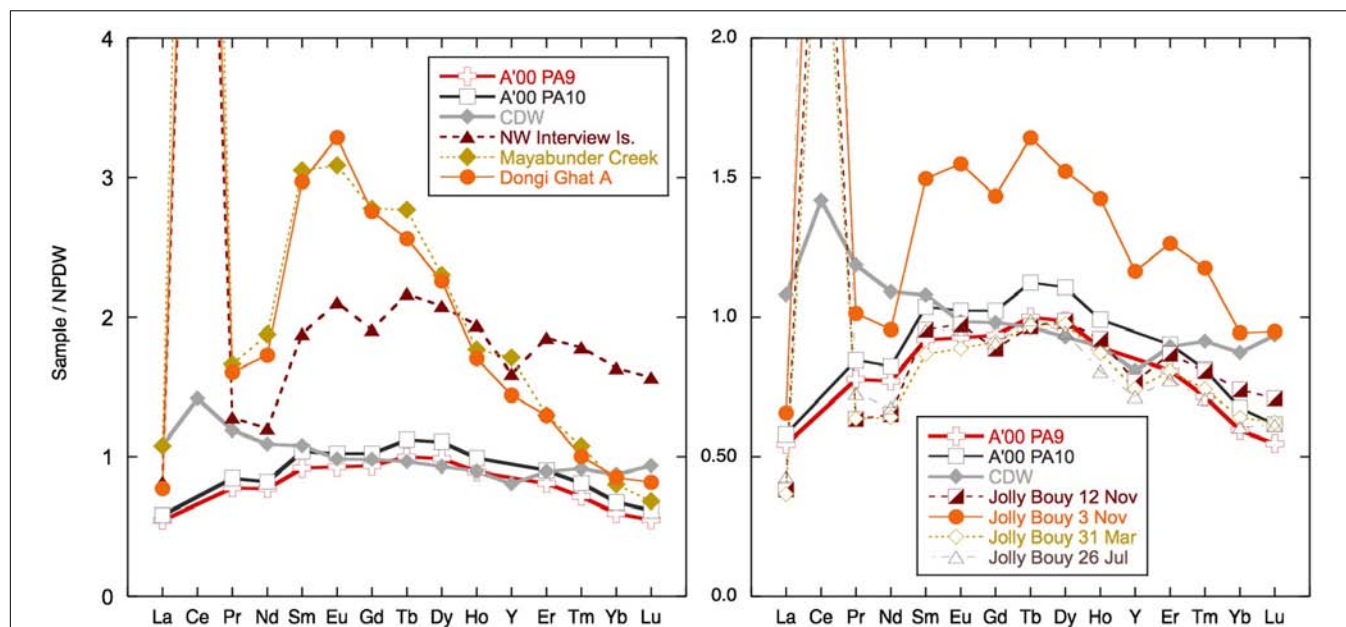 Sample / NPDW
4
3
2
1
0
A'00 PA9
A'00 PA10
CDW
NW Interview Is.
Mayabunder Creek
Dongi Ghat A
La Ce Pr Nd Sm Eu Gd Tb Dy Ho Y Er Tm Yb Lu
2.0
1.5
1.0
0.50
0.0
A'00 PA9
A'00 PA10
CDW
Jolly Bouy 12 Nov
Jolly Bouy 3 Nov
Jolly Bouy 31 Mar
Jolly Bouy 26 Jul
La Ce Pr Nd Sm Eu Gd Tb Dy Ho Y Er Tm Yb Lu